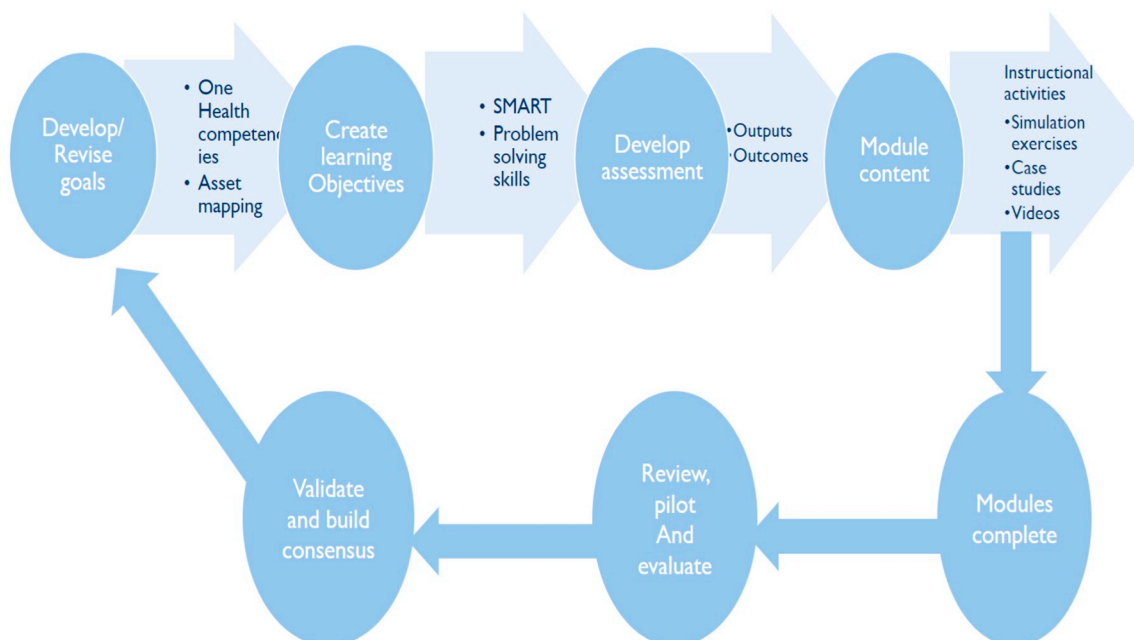 Develop/
Revise
goals
• One
Health
competenc
ies
• Asset
mapping
Create
learning
Objectives
• SMART
• Problem
solving
skills
Develop
assessment
•Outputs
•Outcomes
Module
content
Instructional
activities
•Simulation
exercises
•Case
studies
•Videos
Modules
complete
Review,
pilot
And
evaluate
Validate
and build
consensus